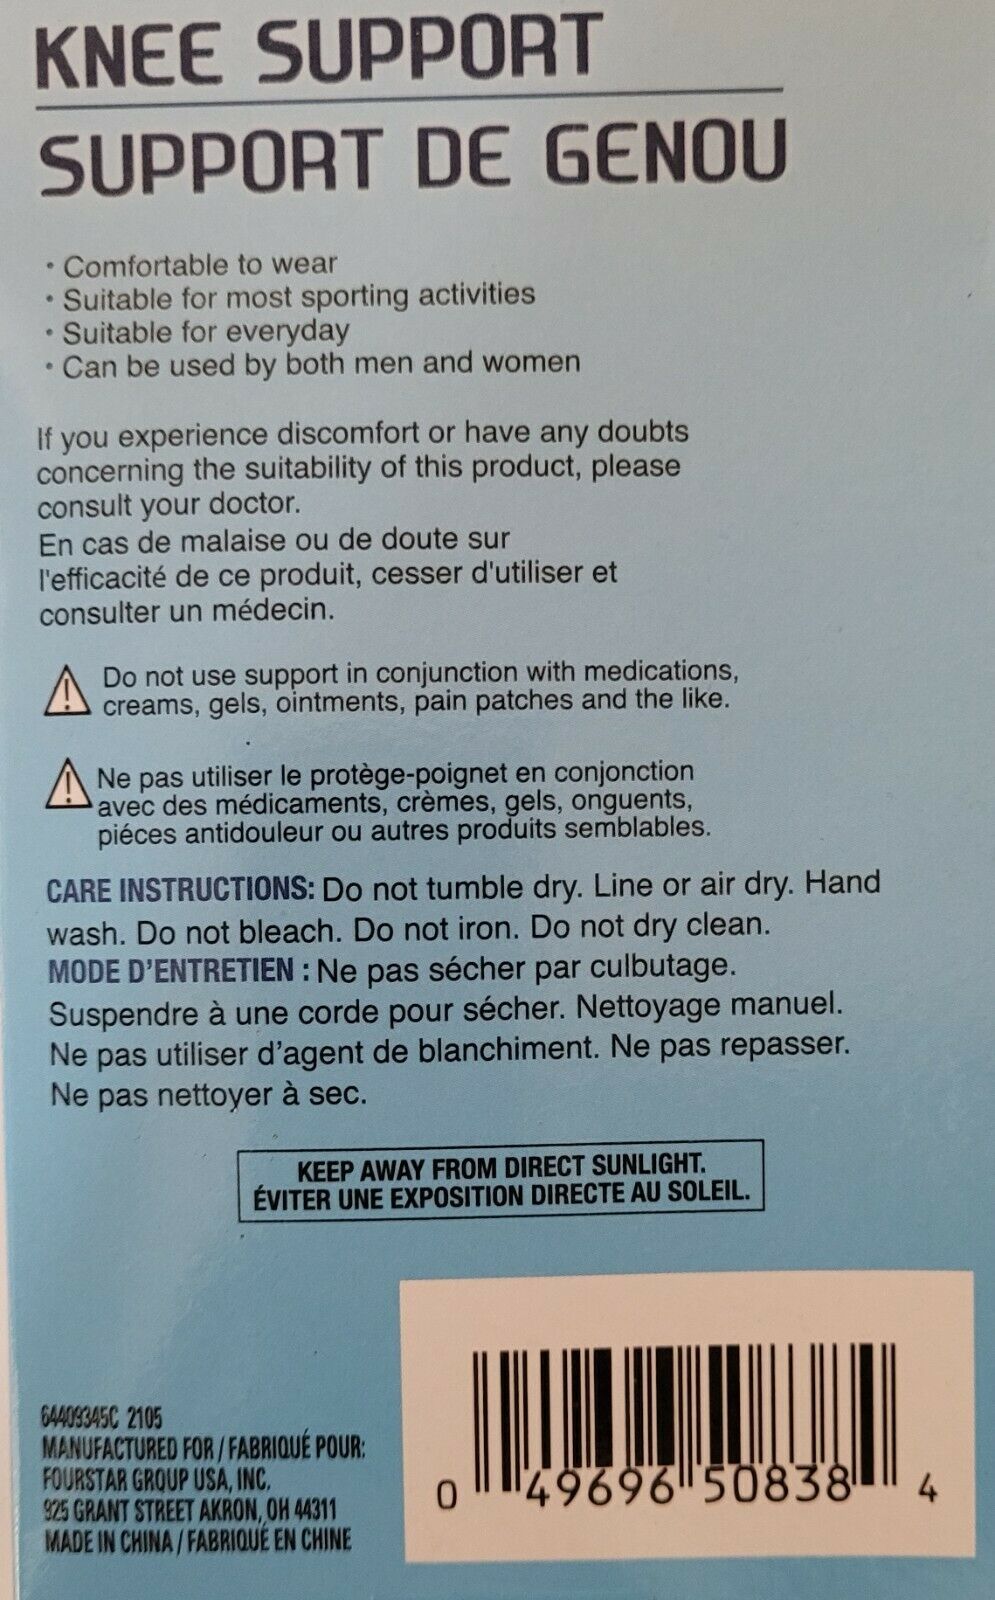 KNEE SUPPORT
SUPPORT DE GENOU
• Comfortable to wear
• Suitable for most sporting activities
• Suitable for everyday
• Can be used by both men and women
If you experience discomfort or have any doubts
concerning the suitability of this product, please
consult your doctor.
En cas de malaise ou de doute sur
l'efficacité de ce produit, cesser d'utiliser et
consulter un médecin.
Do not use support in conjunction with medications,
creams, gels, ointments, pain patches and the like.
Ne pas utiliser le protège-poignet en conjonction
avec des médicaments, crèmes, gels, onguents,
piéces antidouleur ou autres produits semblables.
CARE INSTRUCTIONS: Do not tumble dry. Line or air dry. Hand
wash. Do not bleach. Do not iron. Do not dry clean.
MODE D'ENTRETIEN : Ne pas sécher par culbutage.
Suspendre à une corde pour sécher. Nettoyage manuel.
Ne pas utiliser d'agent de blanchiment. Ne pas repasser.
Ne pas nettoyer à sec.
KEEP AWAY FROM DIRECT SUNLIGHT.
ÉVITER UNE EXPOSITION DIRECTE AU SOLEIL.
64409345C 2105
MANUFACTURED FOR / FABRIQUÉ POUR:
FOURSTAR GROUP USA, INC.
925 GRANT STREET AKRON, OH 44311
MADE IN CHINA / FABRIQUÉ EN CHINE
0 49696 50838 4